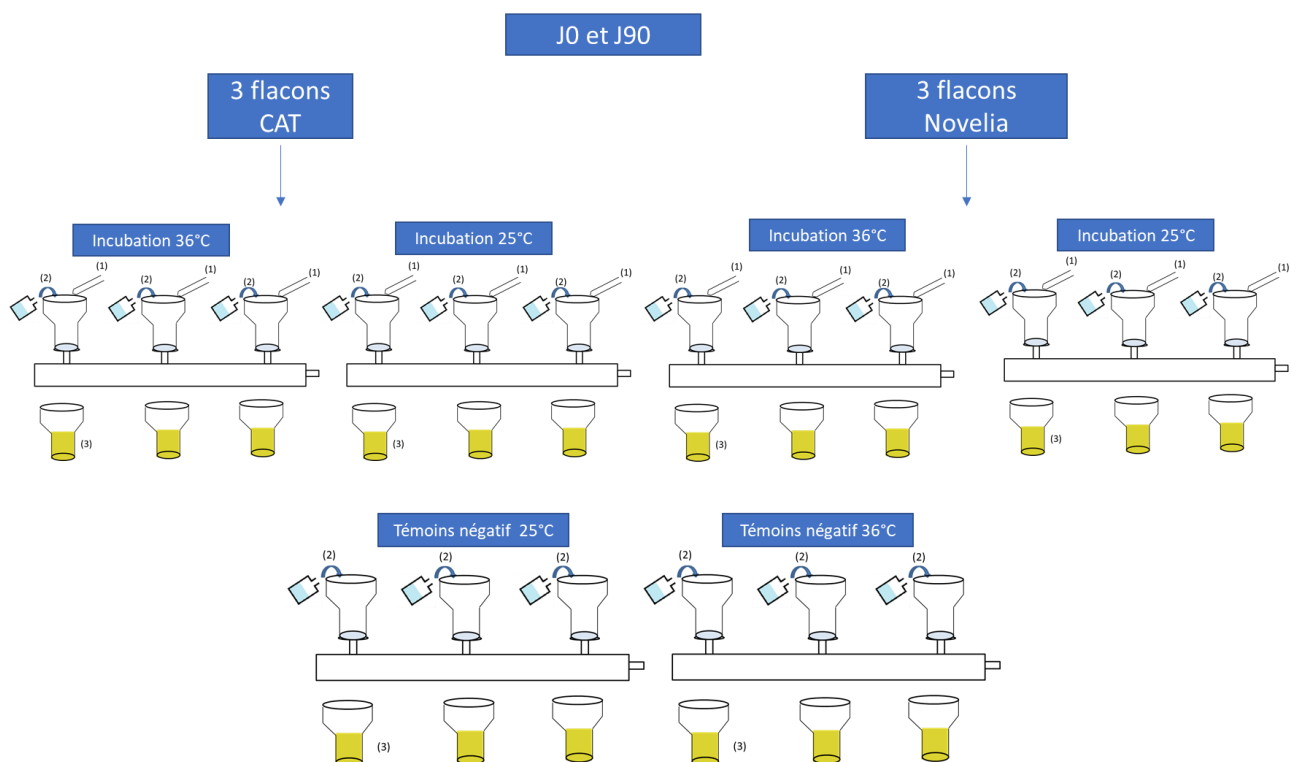 J0 et J90
3 flacons
CAT
3 flacons
Novelia
Incubation 36°C
Incubation 25°C
Incubation 36°C
Incubation 25°C
(2) (1) (2) (1) (2) (1)
(2) (1) (2) (1) (2) (1)
(2) (1) (2) (1) (2) (1)
(2) (1) (2) (1) (2) (1)
(3)
(3)
(3)
(3)
Témoins négatif 25°C
Témoins négatif 36°C
(2) (2) (2)
(2) (2) (2)
(3)
(3)